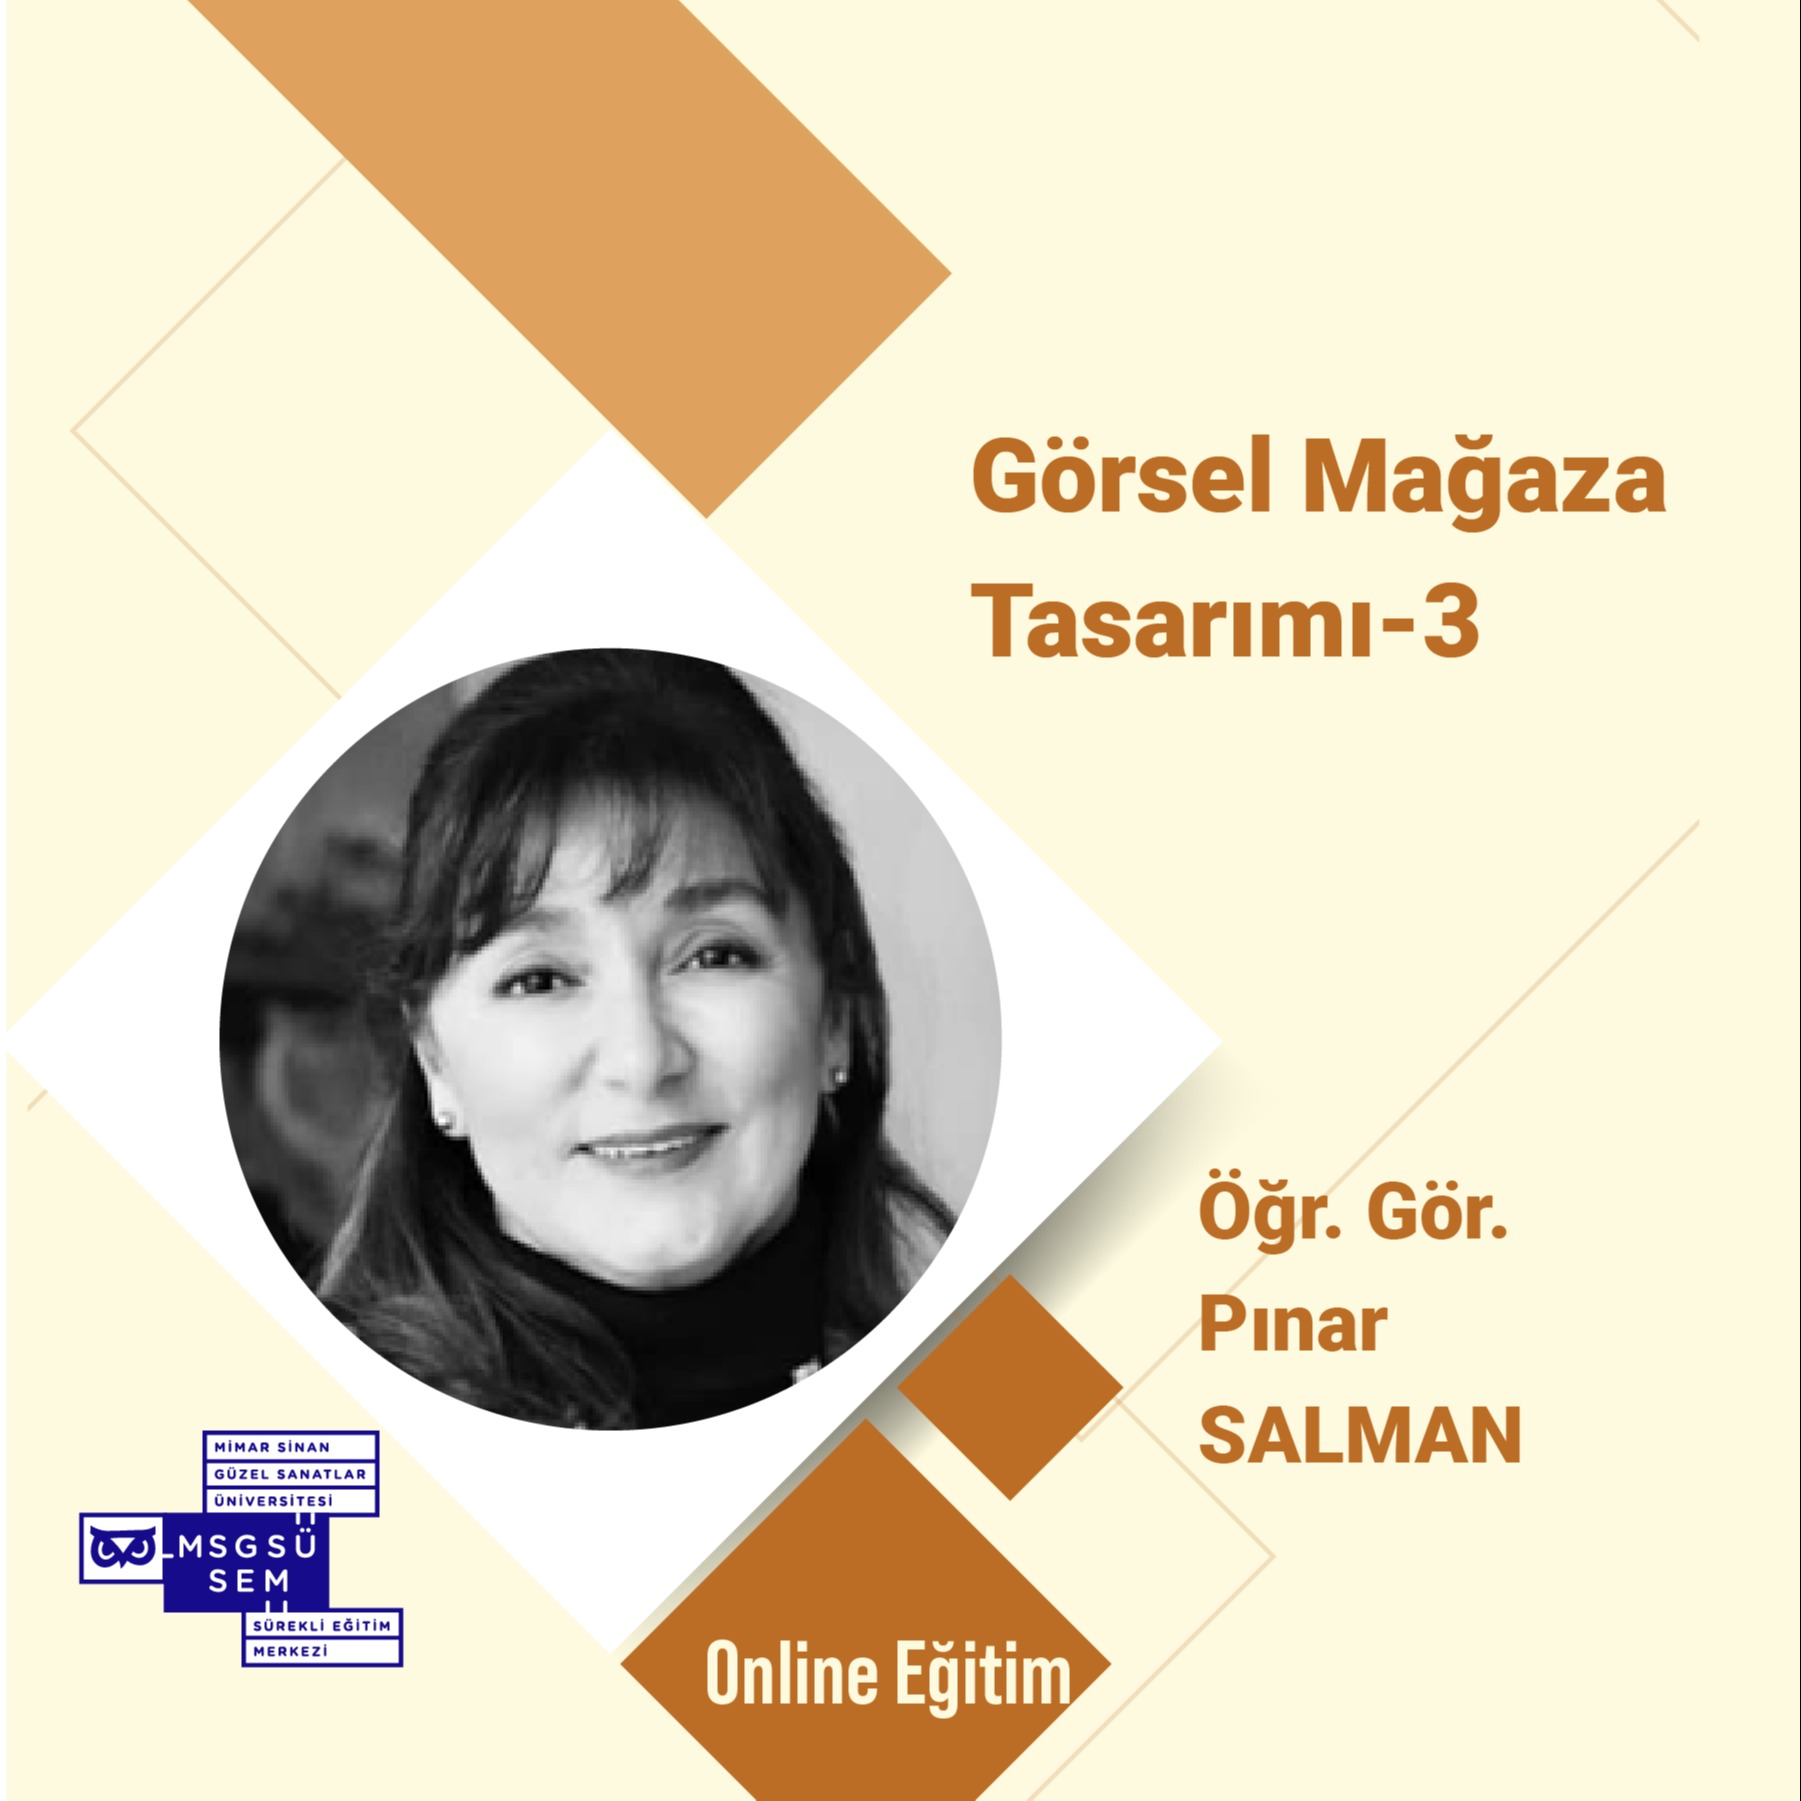 Görsel Mağaza
Tasarımı-3
Öğr. Gör.
Pınar
SALMAN
MİMAR SİNAN
GÜZEL SANATLAR
ÜNİVERSİTESİ
MSGSÜ
SEM
SÜREKLİ EĞİTİM
MERKEZİ
Online Eğitim